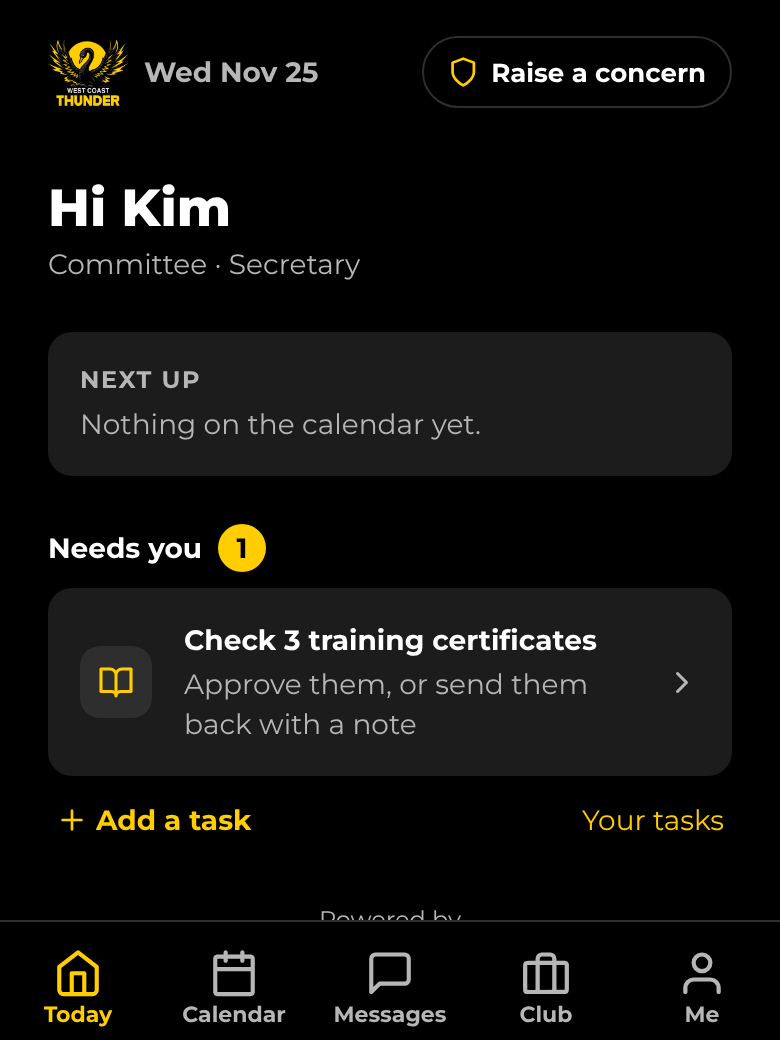 WEST COAST
THUNDER
Wed Nov 25
Raise a concern
Hi Kim
Committee · Secretary
NEXT UP
Nothing on the calendar yet.
Needs you 1
Check 3 training certificates
Approve them, or send them
back with a note
+ Add a task
Your tasks
Powered by
Today
Calendar
Messages
Club
Me